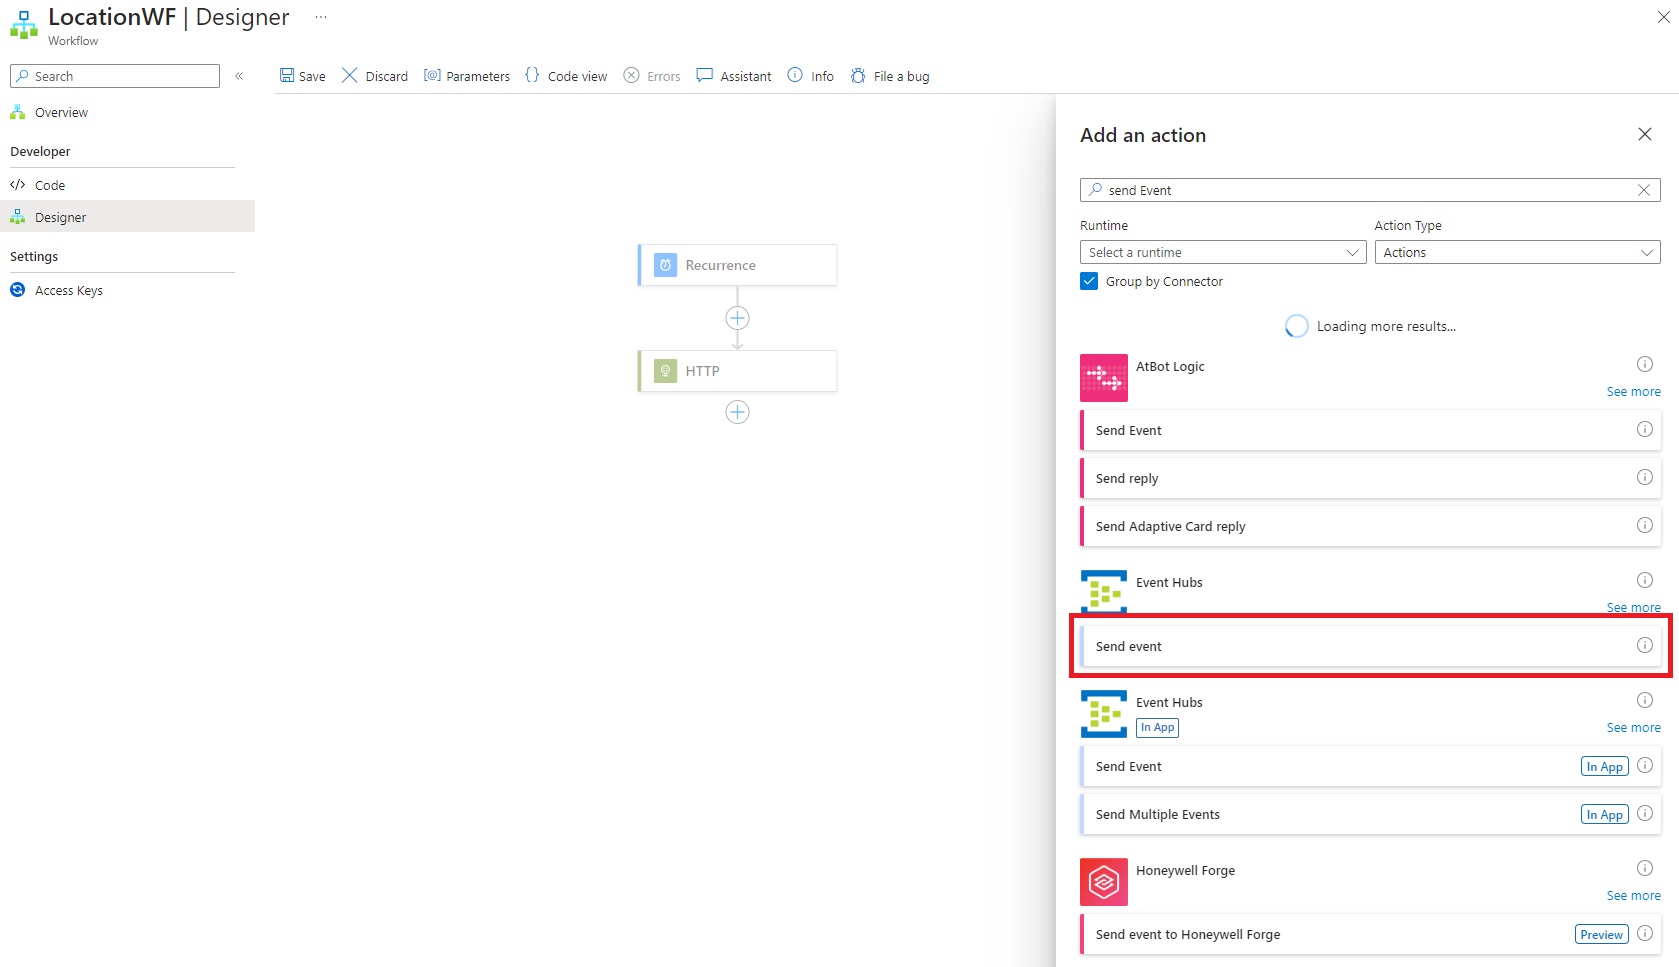 LocationWF | Designer ...
Workflow
Search
«
Save
Discard
Parameters
Code view
Errors
Assistant
Info
File a bug
Overview
Developer
Code
Designer
Settings
Access Keys
Recurrence
HTTP
Add an action
send Event
Runtime
Action Type
Select a runtime
Actions
Group by Connector
Loading more results...
AtBot Logic
See more
Send Event
Send reply
Send Adaptive Card reply
Event Hubs
See more
Send event
Event Hubs
In App
See more
Send Event
In App
Send Multiple Events
In App
Honeywell Forge
See more
Send event to Honeywell Forge
Preview